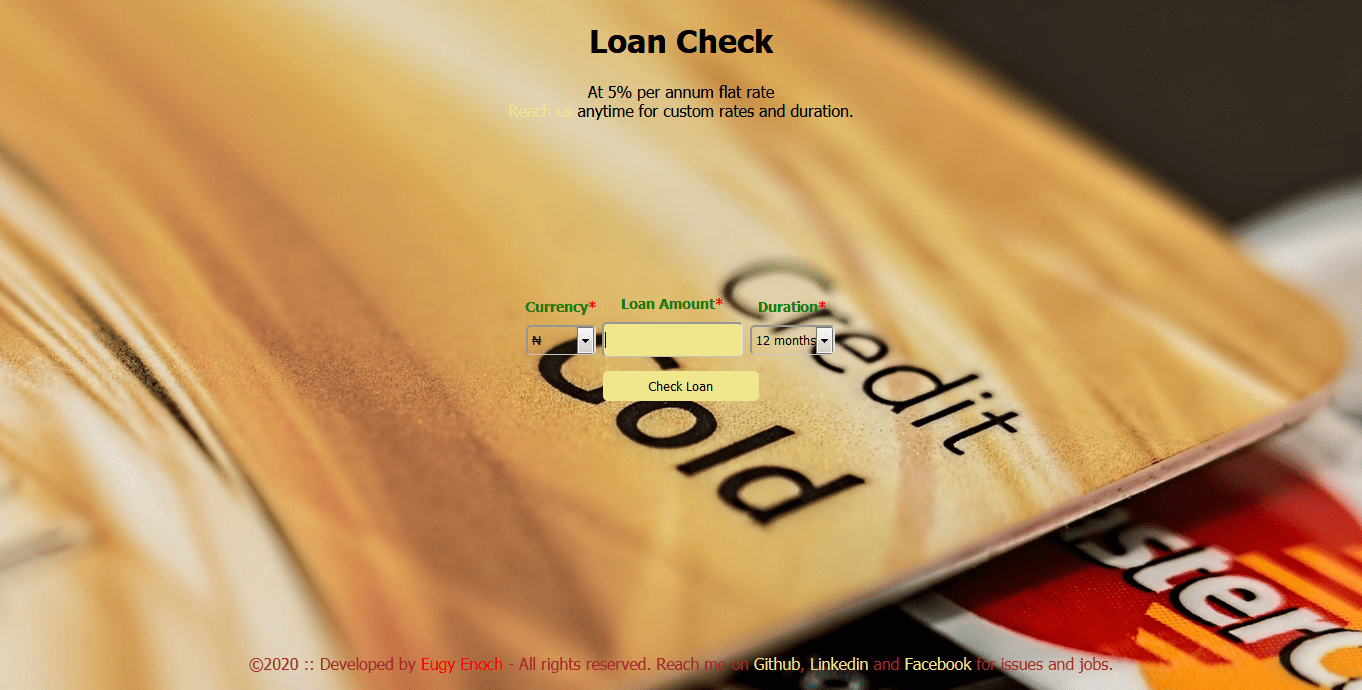 Loan Check
At 5% per annum flat rate
Reach us anytime for custom rates and duration.
Credit
Currency* Loan Amount* Duration*
₦ 12 months
Gold
Check Loan
©2020 :: Developed by Eugy Enoch - All rights reserved. Reach me on Github, Linkedin and Facebook for issues and jobs.